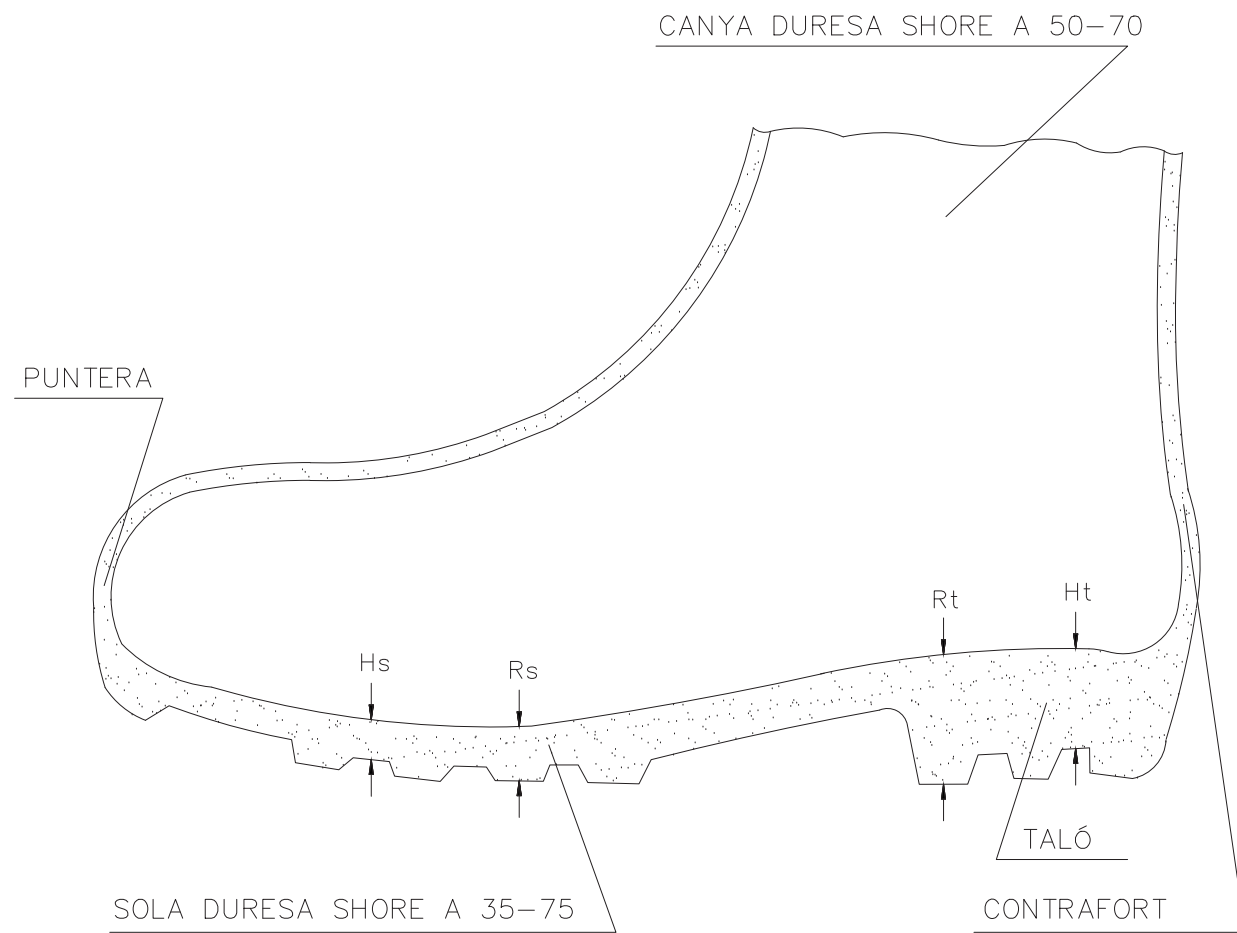 CANYA DURESA SHORE A 50-70
PUNTERA
Rt
Ht
Hs
Rs
TALÓ
SOLA DURESA SHORE A 35-75
CONTRAFORT